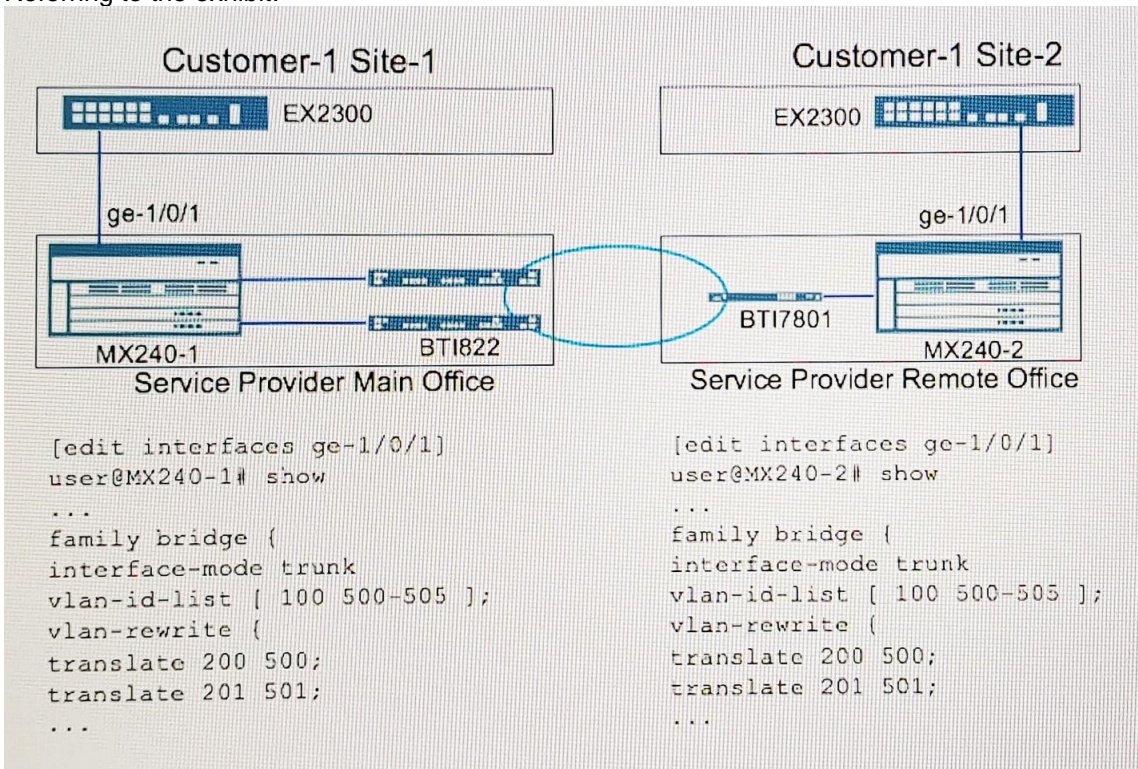 Customer-1 Site-1
Customer-1 Site-2
EX2300
EX2300
ge-1/0/1
ge-1/0/1
MX240-1
BTI822
BTI7801
MX240-2
Service Provider Main Office
Service Provider Remote Office
[edit interfaces ge-1/0/1]
user@MX240-1# show
...
family bridge {
interface-mode trunk
vlan-id-list [ 100 500-505 ];
vlan-rewrite {
translate 200 500;
translate 201 501;
...
[edit interfaces ge-1/0/1]
user@MX240-2# show
...
family bridge {
interface-mode trunk
vlan-id-list [ 100 500-505 ];
vlan-rewrite {
translate 200 500;
translate 201 501;
...